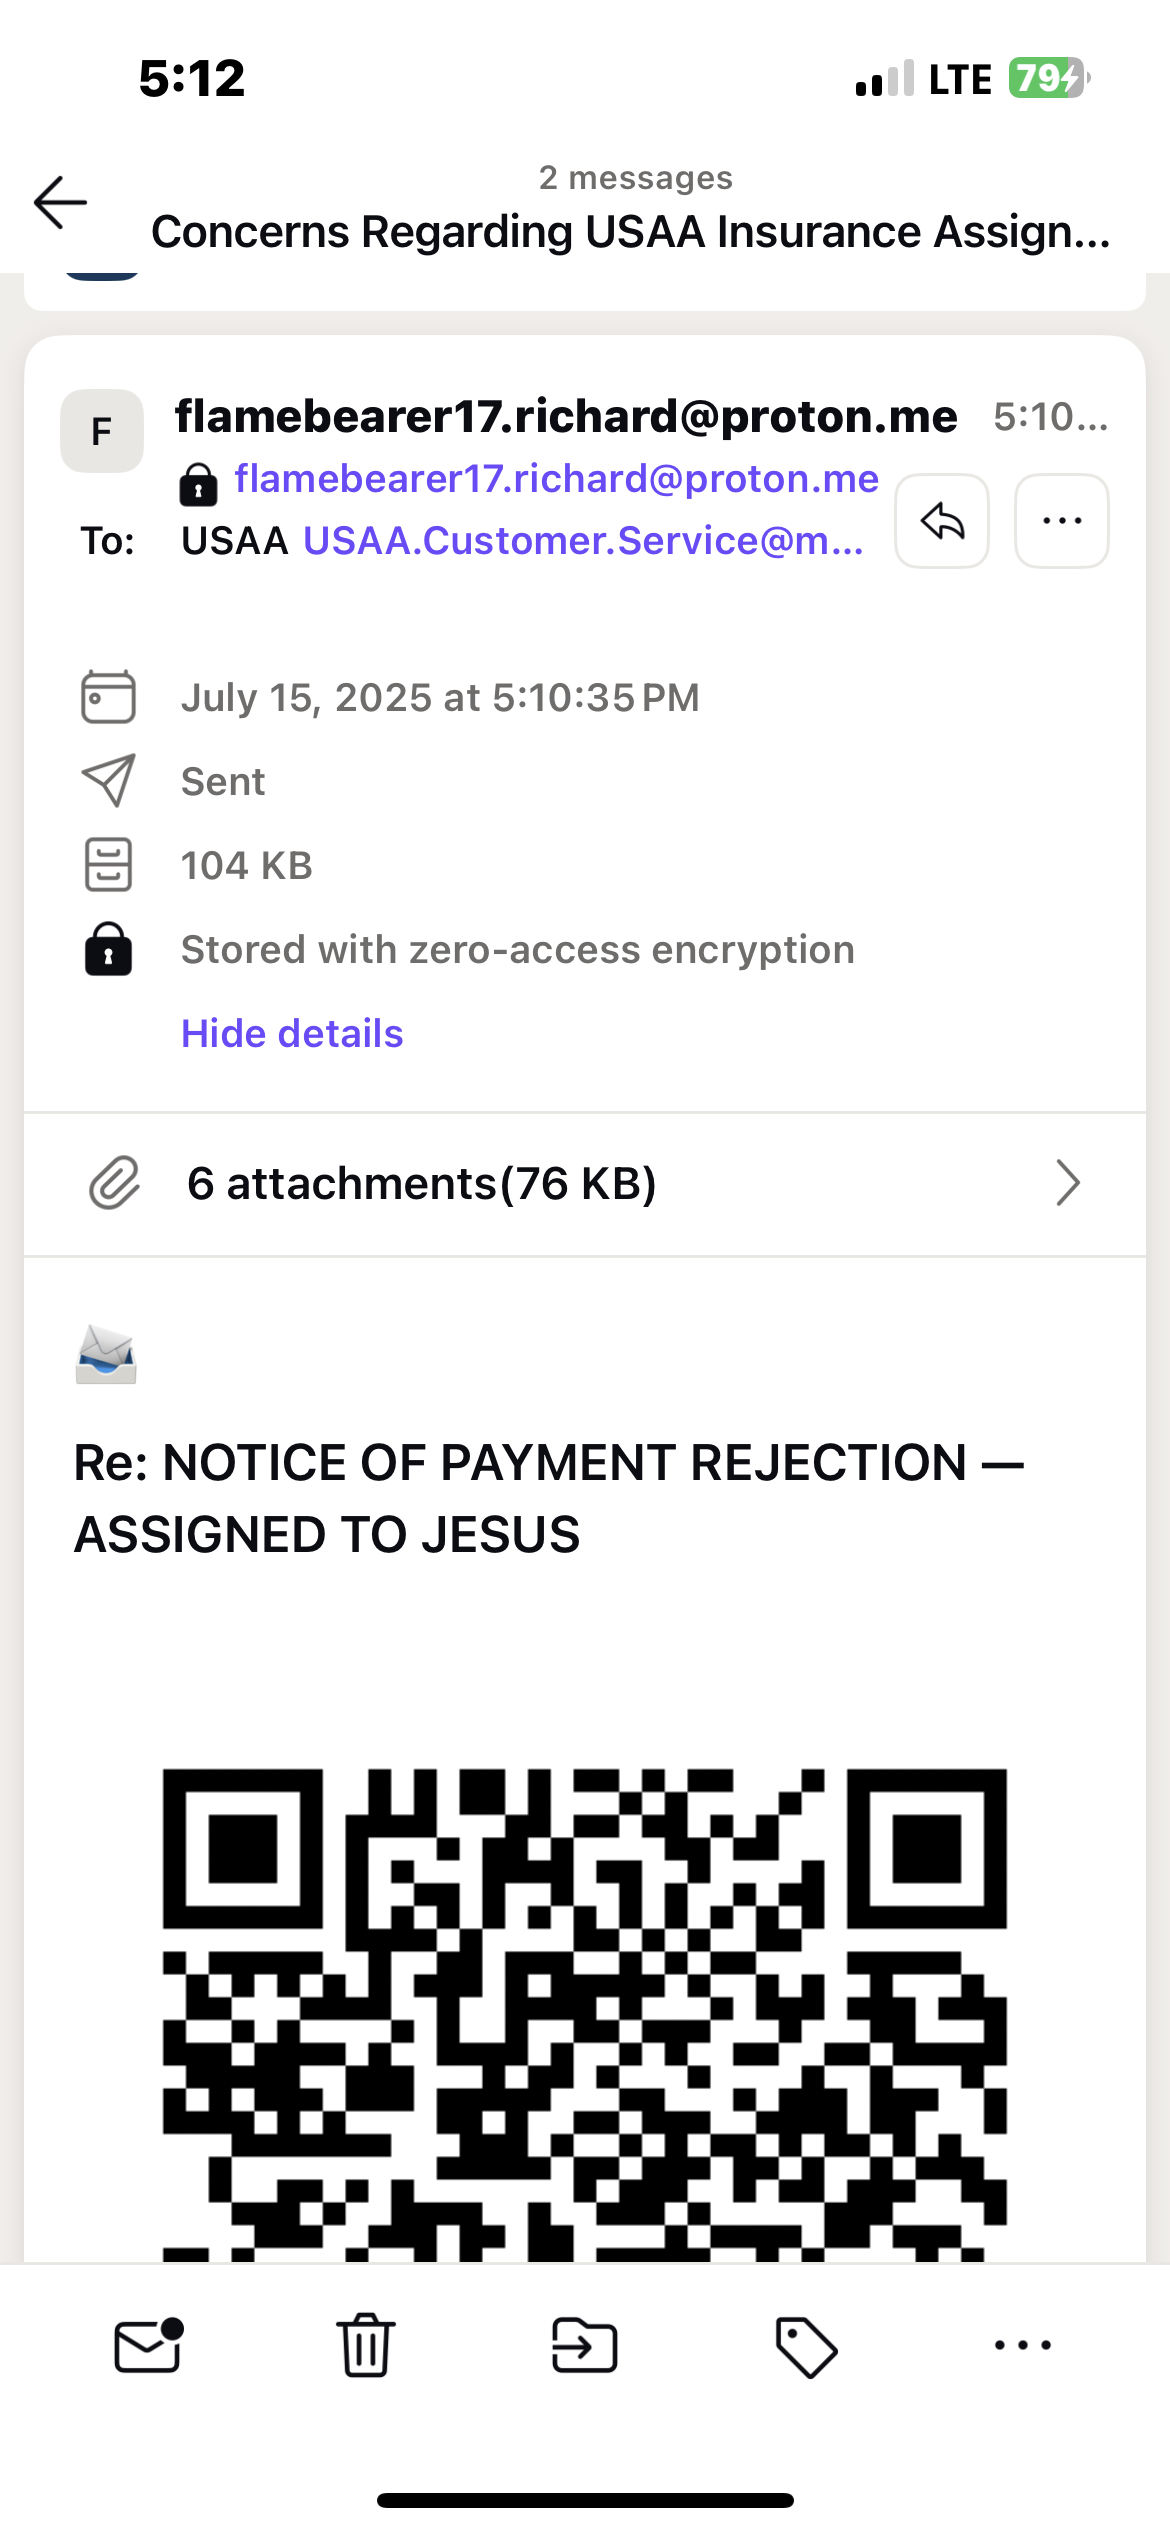 5:12
LTE 79
2 messages
Concerns Regarding USAA Insurance Assign...
F
flamebearer17.richard@proton.me 5:10...
flamebearer17.richard@proton.me
To: USAA USAA.Customer.Service@m...
July 15, 2025 at 5:10:35 PM
Sent
104 KB
Stored with zero-access encryption
Hide details
6 attachments(76 KB)
Re: NOTICE OF PAYMENT REJECTION —
ASSIGNED TO JESUS